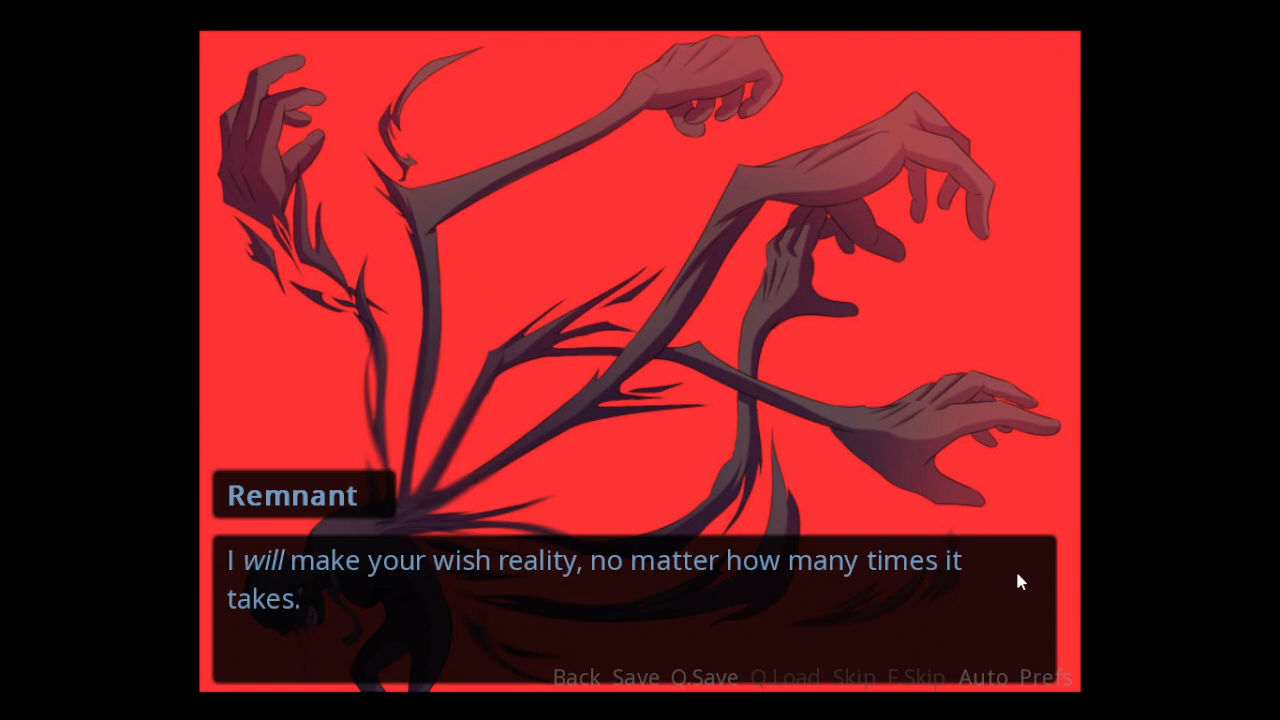 Remnant
I will make your wish reality, no matter how many times it
takes.
Back Save Q.Save Q.Load Skip F.Skip Auto Prefs